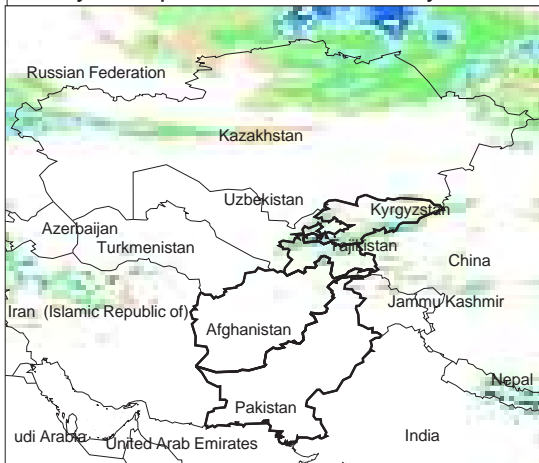 Russian Federation
Kazakhstan
Uzbekistan
Kyrgyzstan
Azerbaijan
Turkmenistan
Tajikistan
China
Iran (Islamic Republic of)
Jammu/Kashmir
Afghanistan
Nepal
Pakistan
udi Arabia
United Arab Emirates
India